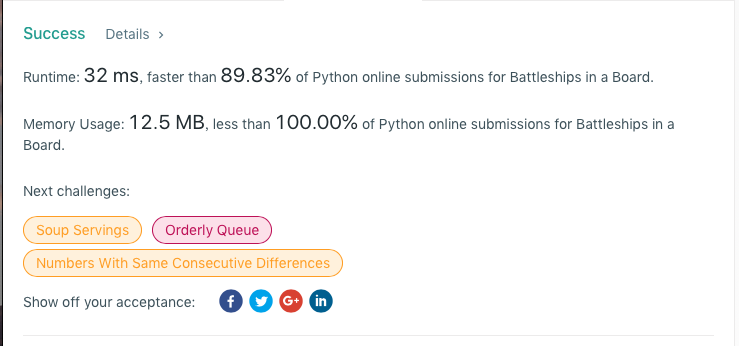 Success Details >
Runtime: 32 ms, faster than 89.83% of Python online submissions for Battleships in a Board.
Memory Usage: 12.5 MB, less than 100.00% of Python online submissions for Battleships in a
Board.
Next challenges:
Soup Servings Orderly Queue
Numbers With Same Consecutive Differences
Show off your acceptance: f G+ in